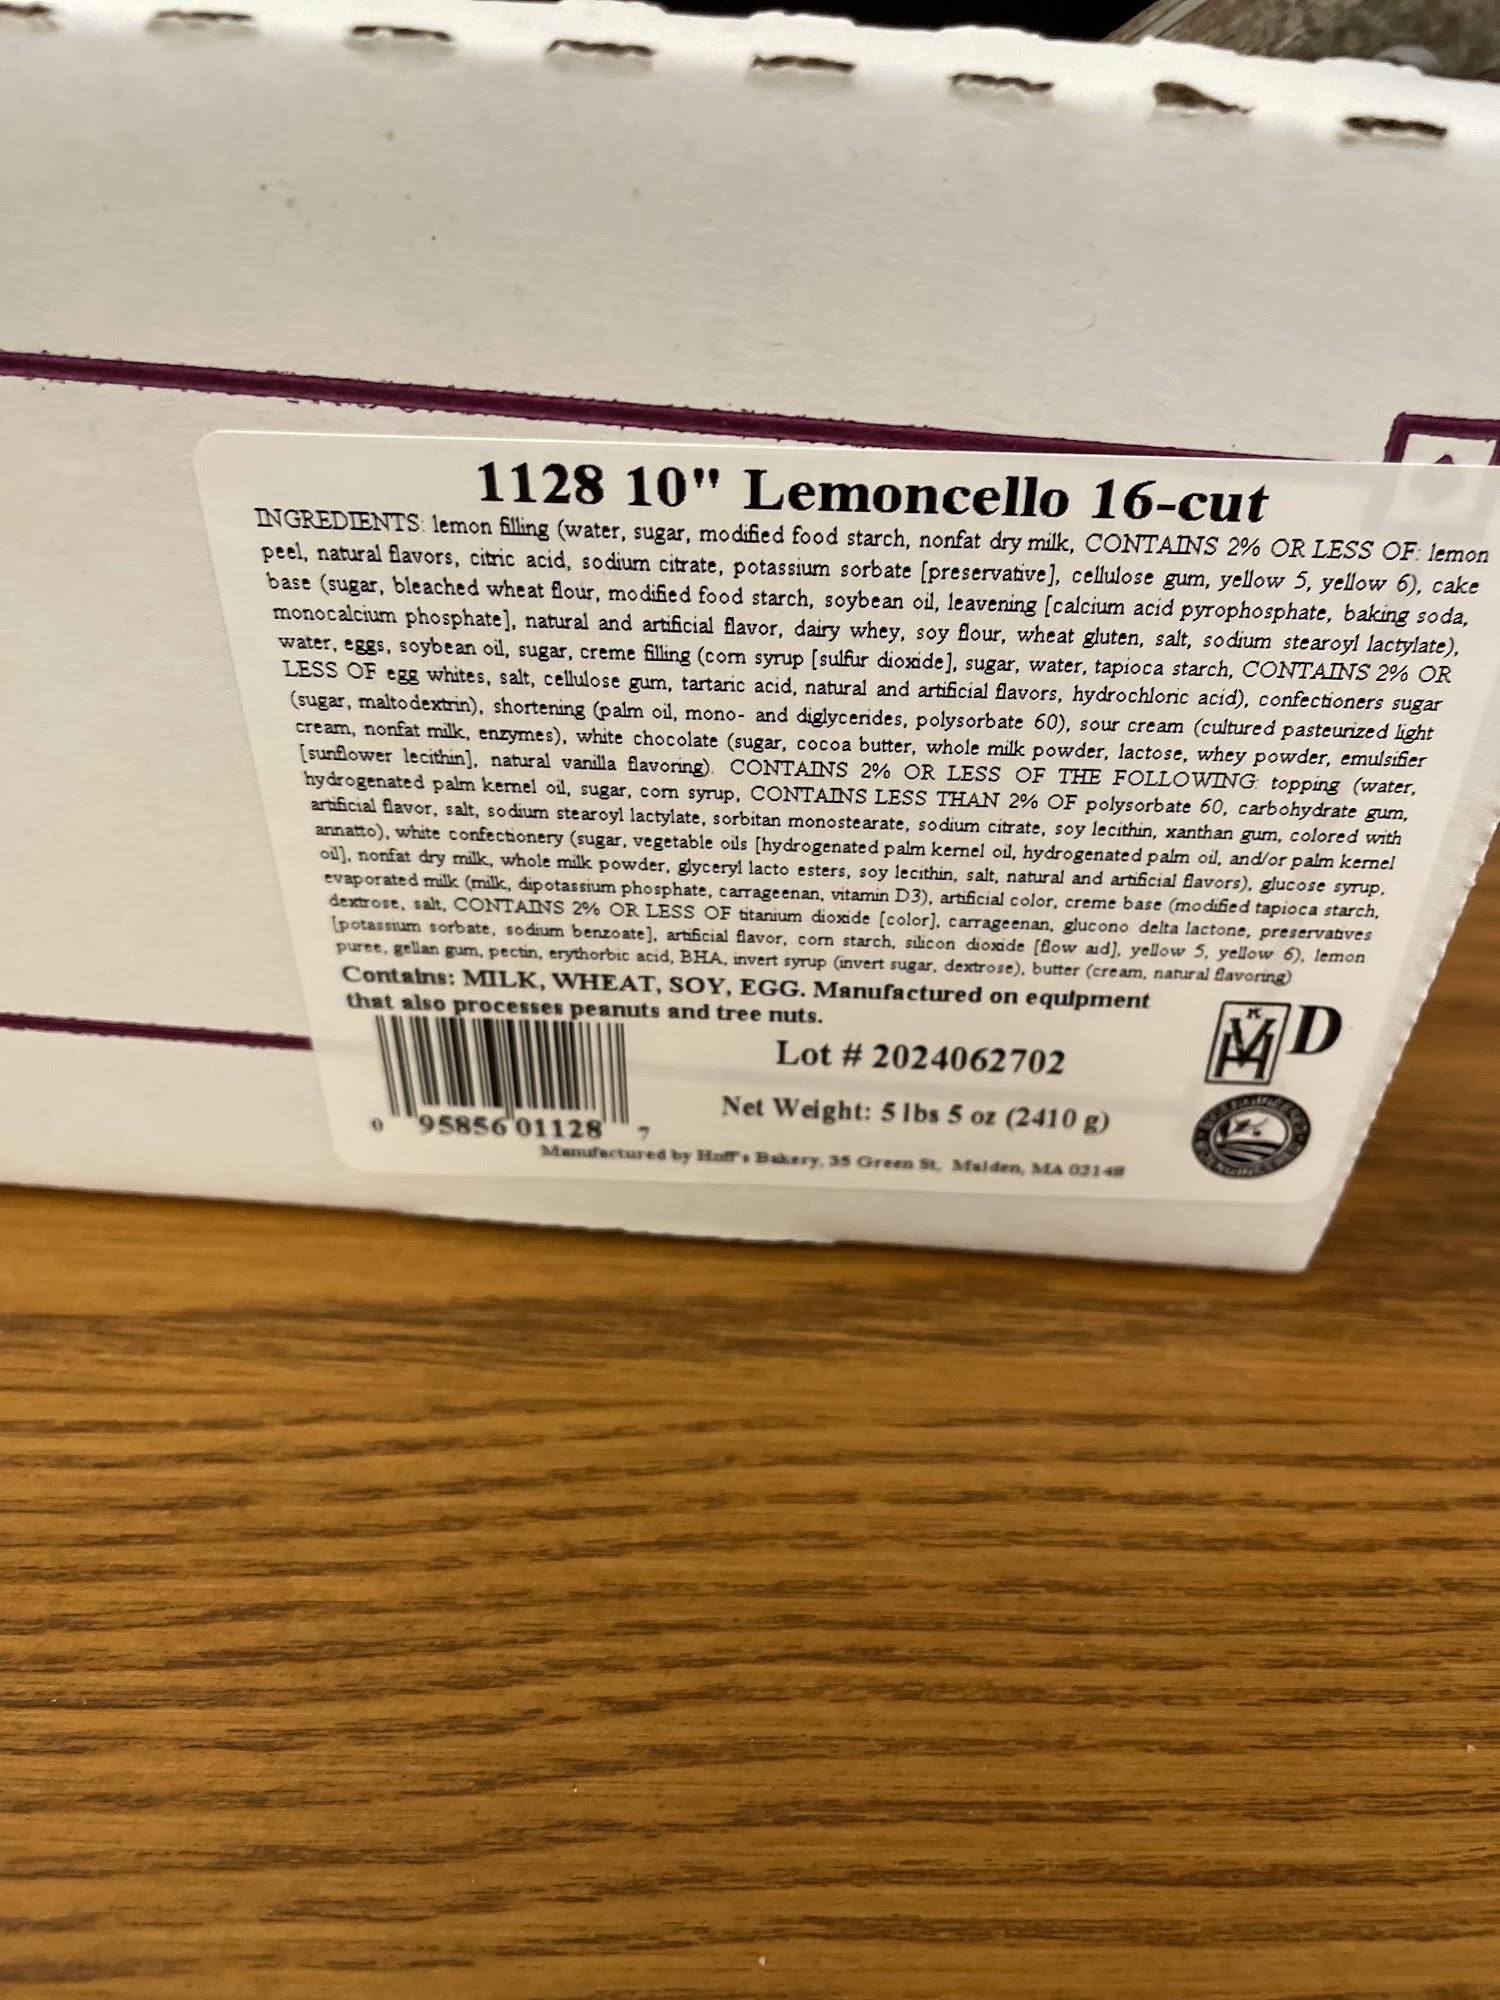 1128 10" Lemoncello 16-cut
INGREDIENTS: lemon filling (water, sugar, modified food starch, nonfat dry milk, CONTAINS 2% OR LESS OF: lemon
peel, natural flavors, citric acid, sodium citrate, potassium sorbate [preservative], cellulose gum, yellow 5, yellow 6), cake
base (sugar, bleached wheat flour, modified food starch, soybean oil, leavening [calcium acid pyrophosphate, baking soda,
monocalcium phosphate], natural and artificial flavor, dairy whey, soy flour, wheat gluten, salt, sodium stearoyl lactylate),
water, eggs, soybean oil, sugar, creme filling (corn syrup [sulfur dioxide], sugar, water, tapioca starch, CONTAINS 2% OR
LESS OF egg whites, salt, cellulose gum, tartaric acid, natural and artificial flavors, hydrochloric acid), confectioners sugar
(sugar, maltodextrin), shortening (palm oil, mono- and diglycerides, polysorbate 60), sour cream (cultured pasteurized light
cream, nonfat milk, enzymes), white chocolate (sugar, cocoa butter, whole milk powder, lactose, whey powder, emulsifier
[sunflower lecithin], natural vanilla flavoring). CONTAINS 2% OR LESS OF THE FOLLOWING: topping (water,
hydrogenated palm kernel oil, sugar, corn syrup, CONTAINS LESS THAN 2% OF polysorbate 60, carbohydrate gum,
artificial flavor, salt, sodium stearoyl lactylate, sorbitan monostearate, sodium citrate, soy lecithin, xanthan gum, colored with
annatto), white confectionery (sugar, vegetable oils [hydrogenated palm kernel oil, hydrogenated palm oil, and/or palm kernel
oil], nonfat dry milk, whole milk powder, glyceryl lacto esters, soy lecithin, salt, natural and artificial flavors), glucose syrup,
evaporated milk (milk, dipotassium phosphate, carrageenan, vitamin D3), artificial color, creme base (modified tapioca starch,
dextrose, salt, CONTAINS 2% OR LESS OF titanium dioxide [color], carrageenan, glucono delta lactone, preservatives
[potassium sorbate, sodium benzoate], artificial flavor, corn starch, silicon dioxide [flow aid], yellow 5, yellow 6), lemon
puree, gellan gum, pectin, erythorbic acid, BHA, invert syrup (invert sugar, dextrose), butter (cream, natural flavoring)
Contains: MILK, WHEAT, SOY, EGG. Manufactured on equipment
that also processes peanuts and tree nuts.
K VH D
Lot # 2024062702
Net Weight: 5 lbs 5 oz (2410 g)
0 95856 01128 7
Manufactured by Hoff's Bakery, 35 Green St, Malden, MA 02148